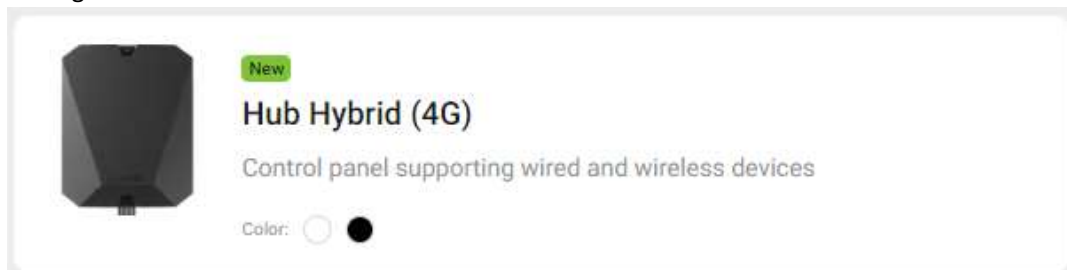 New
Hub Hybrid (4G)
Control panel supporting wired and wireless devices
Color: